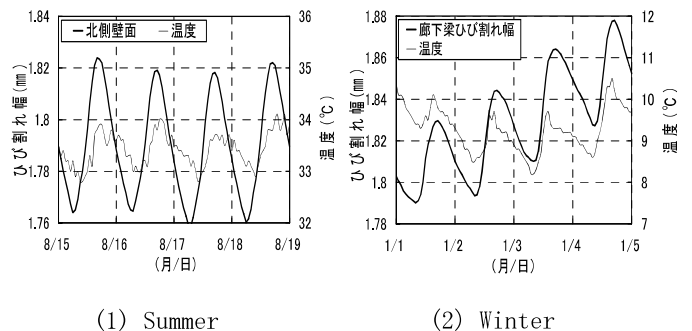 1.84
1.82
1.8
1.78
1.76
ひび割れ幅(mm)
北側壁面 温度
36
35
34
33
32
温度(℃)
8/15 8/16 8/17 8/18 8/19
(月/日)
(1) Summer
1.88
1.86
1.84
1.82
1.8
1.78
ひび割れ幅(mm)
廊下梁ひび割れ幅
温度
12
11
10
9
8
7
温度(℃)
1/1 1/2 1/3 1/4 1/5
(月/日)
(2) Winter